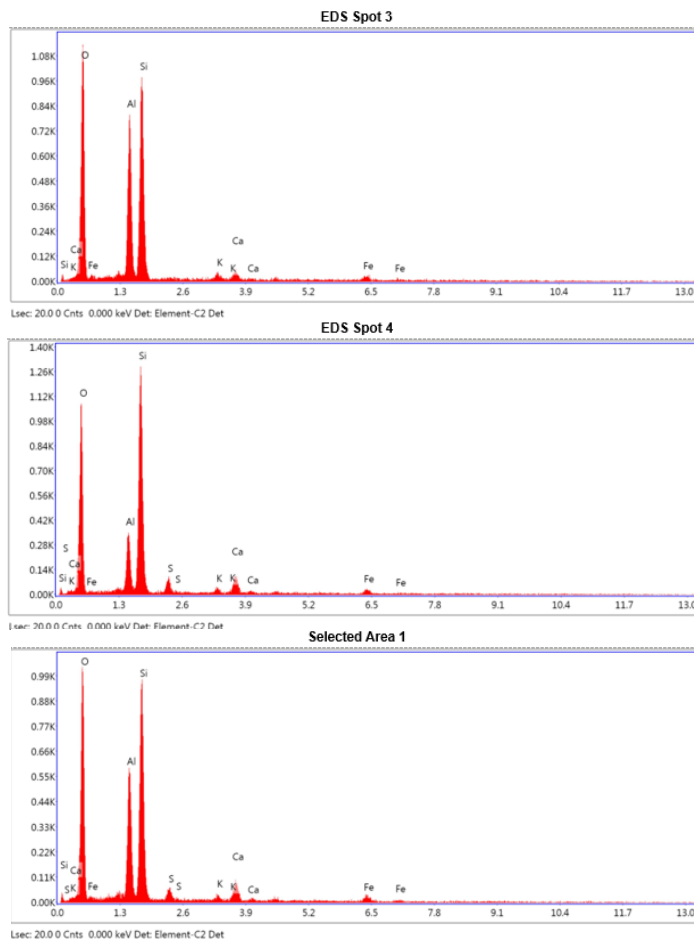 EDS Spot 3
1.08K
0.96K
0.84K
0.72K
0.60K
0.48K
0.36K
0.24K
0.12K
0.00K
O
Si
Al
Ca
Si K Fe
K K Ca Ca
Fe Fe
0.0 1.3 2.6 3.9 5.2 6.5 7.8 9.1 10.4 11.7 13.0
Lsec: 20.0 0 Cnts 0.000 keV Det: Element-C2 Det
EDS Spot 4
1.40K
1.26K
1.12K
0.98K
0.84K
0.70K
0.56K
0.42K
0.28K
0.14K
0.00K
Si
O
Al
S
Ca
Si K Fe
S S
K K Ca Ca
Fe Fe
0.0 1.3 2.6 3.9 5.2 6.5 7.8 9.1 10.4 11.7 13.0
Lsec: 20.0 0 Cnts 0.000 keV Det: Element-C2 Det
Selected Area 1
0.99K
0.88K
0.77K
0.66K
0.55K
0.44K
0.33K
0.22K
0.11K
0.00K
O
Si
Al
Si
Ca
S K Fe
S S
K K Ca Ca
Fe Fe
0.0 1.3 2.6 3.9 5.2 6.5 7.8 9.1 10.4 11.7 13.0
Lsec: 20.0 0 Cnts 0.000 keV Det: Element-C2 Det